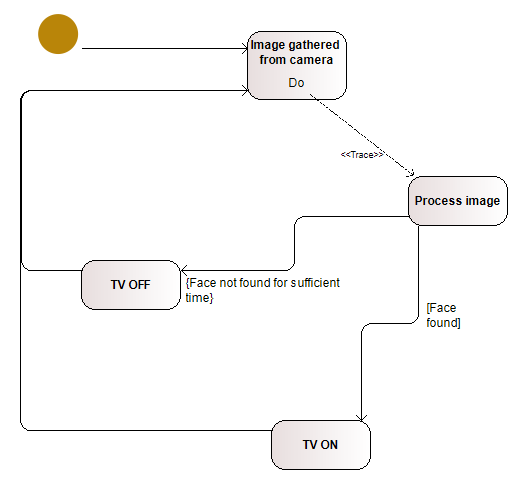 Image gathered
from camera
Do
<<Trace>>
Process image
TV OFF
{Face not found for sufficient
time}
[Face
found]
TV ON